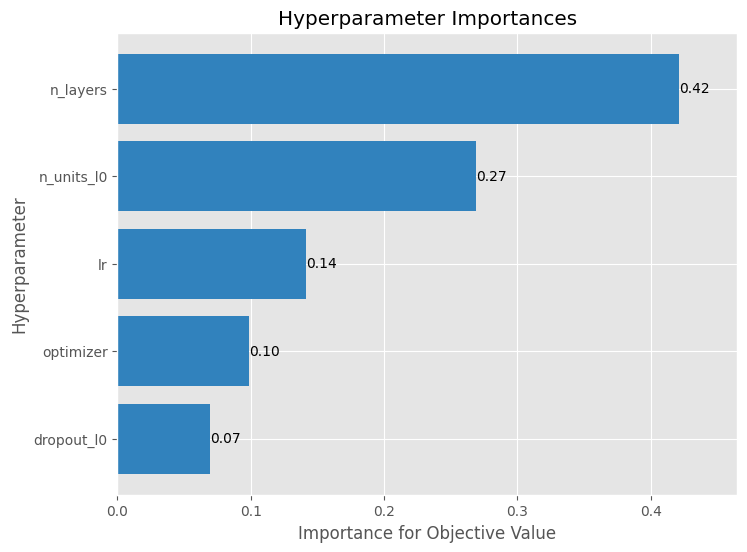 Hyperparameter Importances
Hyperparameter
n_layers
0.42
n_units_l0
0.27
lr
0.14
optimizer
0.10
dropout_l0
0.07
0.0 0.1 0.2 0.3 0.4
Importance for Objective Value